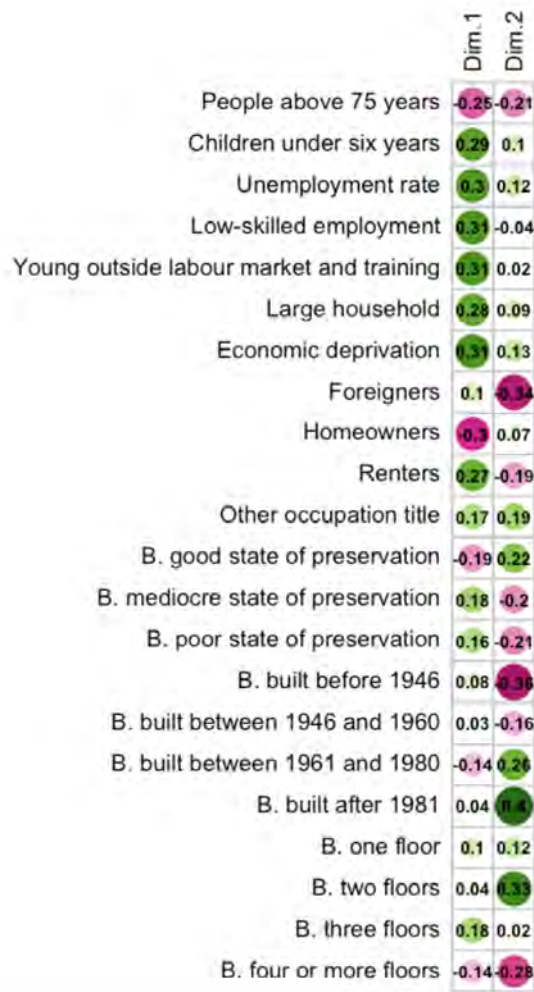 Dim.1 Dim.2
People above 75 years -0.25 -0.21
Children under six years 0.29 0.1
Unemployment rate 0.3 0.12
Low-skilled employment 0.31 -0.04
Young outside labour market and training 0.31 0.02
Large household 0.28 0.09
Economic deprivation 0.31 0.13
Foreigners 0.1 -0.34
Homeowners -0.3 0.07
Renters 0.27 -0.19
Other occupation title 0.17 0.19
B. good state of preservation -0.19 0.22
B. mediocre state of preservation 0.18 -0.2
B. poor state of preservation 0.16 -0.21
B. built before 1946 0.08 -0.36
B. built between 1946 and 1960 0.03 -0.16
B. built between 1961 and 1980 -0.14 0.26
B. built after 1981 0.04 0.4
B. one floor 0.1 0.12
B. two floors 0.04 0.33
B. three floors 0.18 0.02
B. four or more floors -0.14 -0.28